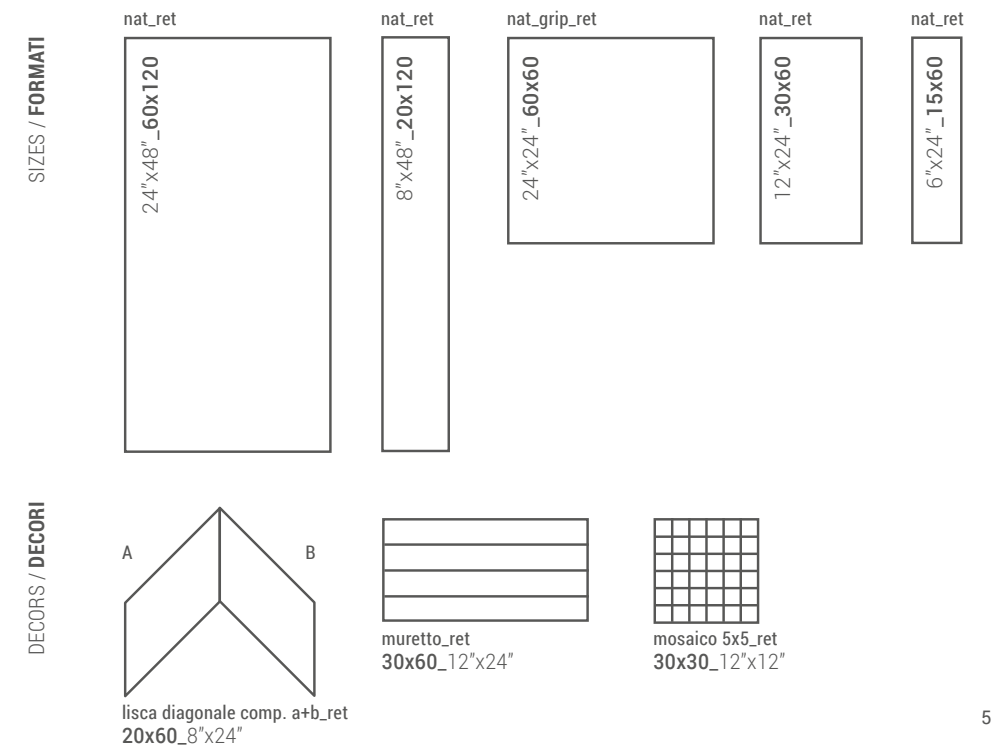 SIZES / FORMATI
nat_ret
24”x48”_60x120
nat_ret
8”x48”_20x120
nat_grip_ret
24”x24”_60x60
nat_ret
12”x24”_30x60
nat_ret
6”x24”_15x60
DECORS / DECORI
A
B
lisca diagonale comp. a+b_ret
20x60_8”x24”
muretto_ret
30x60_12”x24”
mosaico 5x5_ret
30x30_12”x12”
5